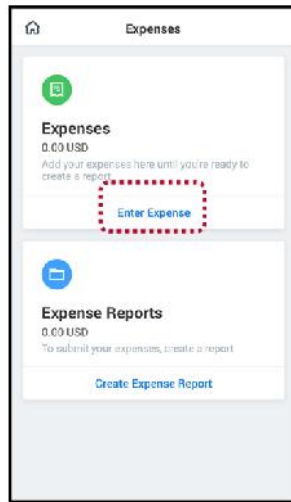 Expenses
Expenses
0.00 USD
Add your expenses here until you're ready to
create a report
Enter Expense
Expense Reports
0.00 USD
To submit your expenses, create a report
Create Expense Report